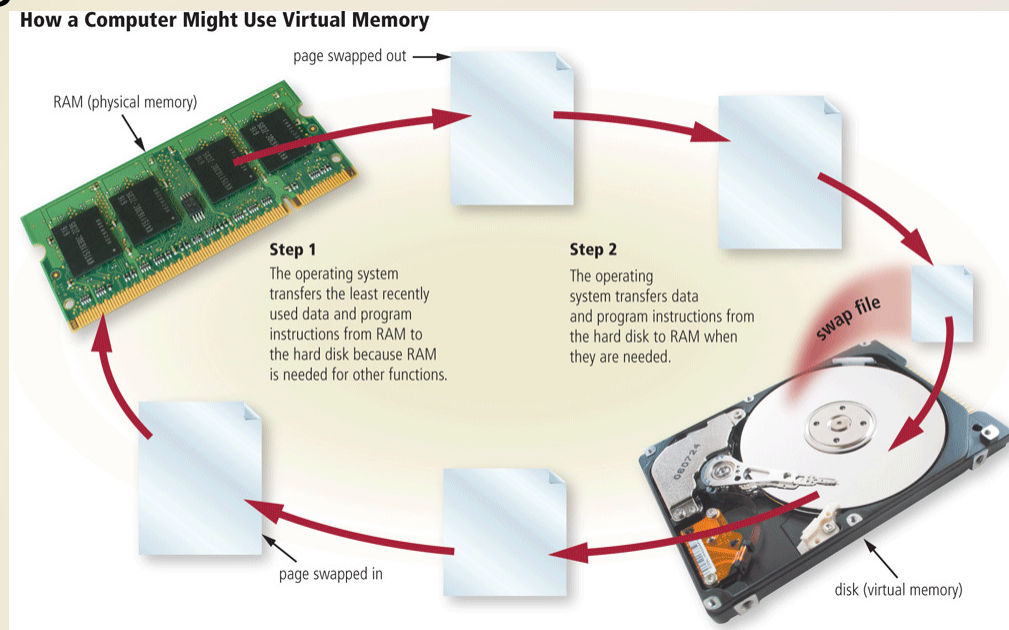 How a Computer Might Use Virtual Memory
page swapped out
RAM (physical memory)
Step 1
The operating system
transfers the least recently
used data and program
instructions from RAM to
the hard disk because RAM
is needed for other functions.
Step 2
The operating
system transfers data
and program instructions from
the hard disk to RAM when
they are needed.
swap file
080724
page swapped in
disk (virtual memory)